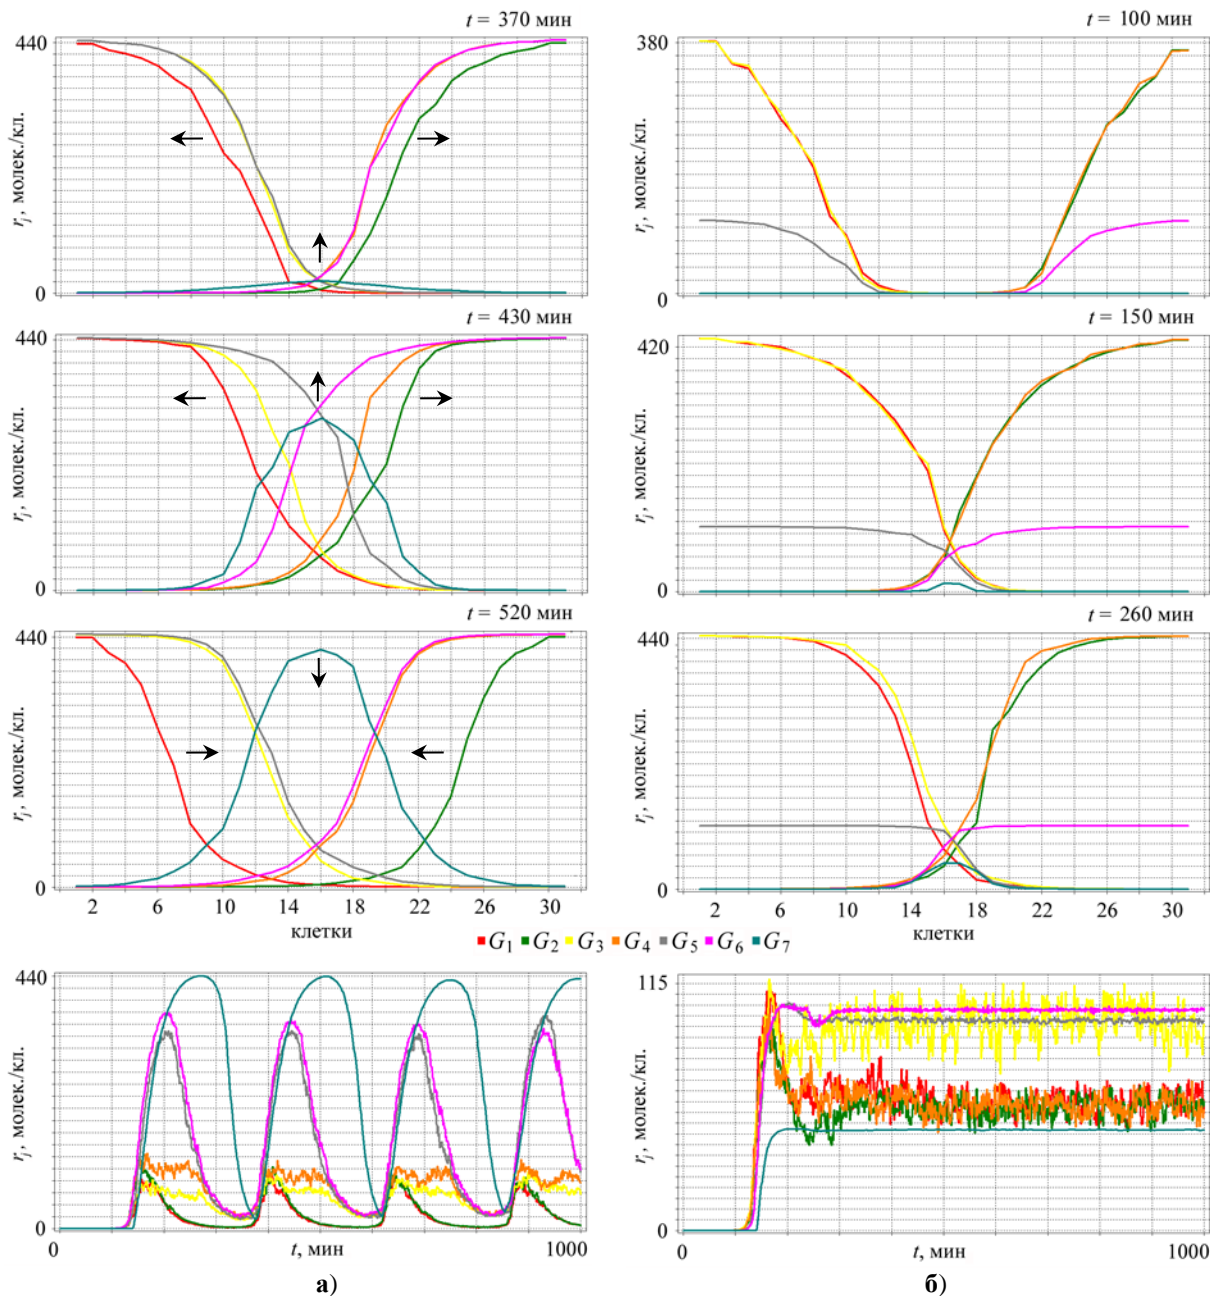 t = 370 мин
440
0
r_j, молек./кл.
t = 430 мин
440
0
r_j, молек./кл.
t = 520 мин
440
0
r_j, молек./кл.
2 6 10 14 18 22 26 30
клетки
t = 100 мин
380
0
r_j, молек./кл.
t = 150 мин
420
0
r_j, молек./кл.
t = 260 мин
440
0
r_j, молек./кл.
2 6 10 14 18 22 26 30
клетки
G₁ G₂ G₃ G₄ G₅ G₆ G₇
440
0
r_j, молек./кл.
0 t, мин 1000
а)
115
0
r_j, молек./кл.
0 t, мин 1000
б)